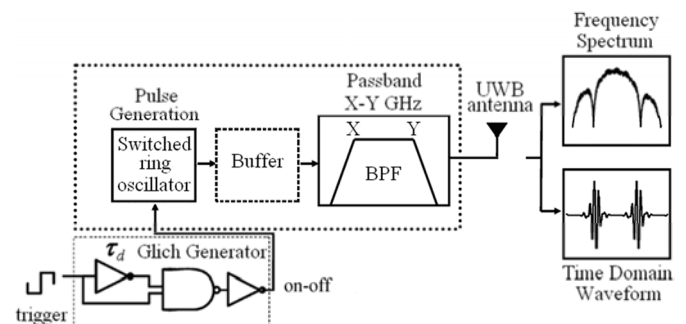 Frequency
Spectrum
Passband
X-Y GHz
UWB
antenna
Pulse
Generation
X Y
Switched
ring
oscillator
Buffer
BPF
τd Glich Generator
on-off
trigger
Time Domain
Waveform